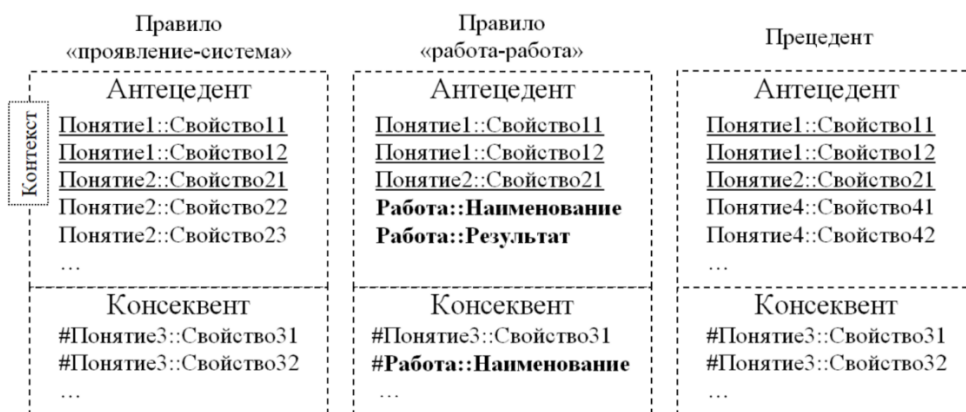 Правило
«проявление-система»
Антецедент
Контекст
Понятие1::Свойство11
Понятие1::Свойство12
Понятие2::Свойство21
Понятие2::Свойство22
Понятие2::Свойство23
…
Консеквент
#Понятие3::Свойство31
#Понятие3::Свойство32
…
Правило
«работа-работа»
Антецедент
Понятие1::Свойство11
Понятие1::Свойство12
Понятие2::Свойство21
Работа::Наименование
Работа::Результат
Консеквент
#Понятие3::Свойство31
#Работа::Наименование
…
Прецедент
Антецедент
Понятие1::Свойство11
Понятие1::Свойство12
Понятие2::Свойство21
Понятие4::Свойство41
Понятие4::Свойство42
…
Консеквент
#Понятие3::Свойство31
#Понятие3::Свойство32
…